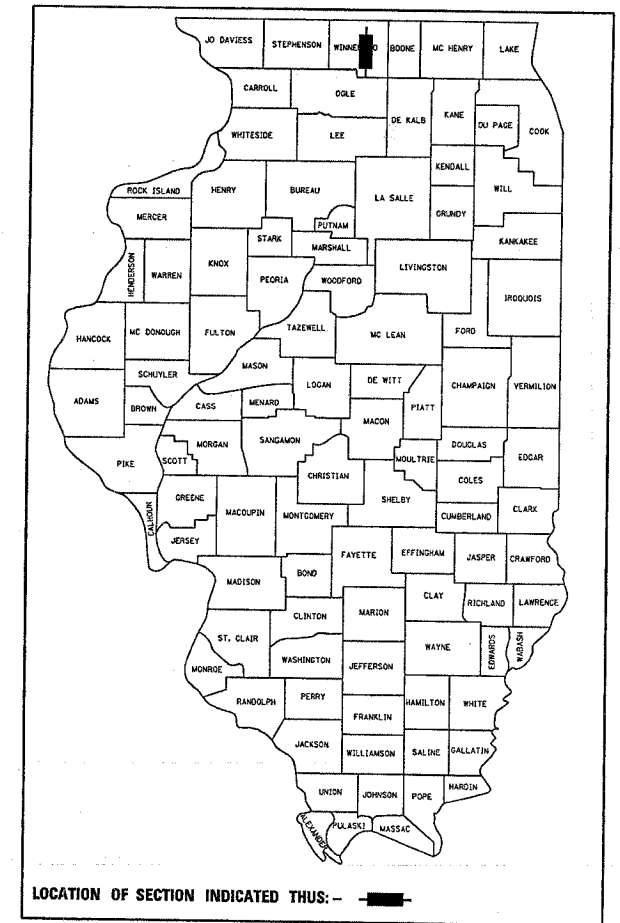 JO DAVIESS
STEPHENSON
BOONE
MC HENRY
LAKE
CARROLL
OGLE
DE KALB
KANE
DU PAGE
COOK
WHITESIDE
LEE
KENDALL
WILL
ROCK ISLAND
HENRY
BUREAU
LA SALLE
GRUNDY
MERCER
PUTNAM
STARK
MARSHALL
KANKAKEE
HENDERSON
WARREN
KNOX
PEORIA
WOODFORD
LIVINGSTON
IROQUOIS
HANCOCK
MC DONOUGH
FULTON
TAZEWELL
MC LEAN
FORD
SCHUYLER
MASON
LOGAN
DE WITT
CHAMPAIGN
VERMILION
ADAMS
BROWN
CASS
MENARD
MACON
PIATT
PIKE
SCOTT
MORGAN
SANGAMON
MOULTRIE
DOUGLAS
EDGAR
CHRISTIAN
COLES
CALHOUN
GREENE
MACOUPIN
MONTGOMERY
SHELBY
CUMBERLAND
CLARK
JERSEY
FAYETTE
EFFINGHAM
JASPER
CRAWFORD
MADISON
BOND
CLAY
RICHLAND
LAWRENCE
CLINTON
MARION
ST. CLAIR
WAYNE
EDWARDS
WABASH
MONROE
WASHINGTON
JEFFERSON
RANDOLPH
PERRY
HAMILTON
WHITE
FRANKLIN
JACKSON
WILLIAMSON
SALINE
GALLATIN
UNION
JOHNSON
POPE
HARDIN
ALEXANDER
PULASKI
MASSAC
LOCATION OF SECTION INDICATED THUS: -